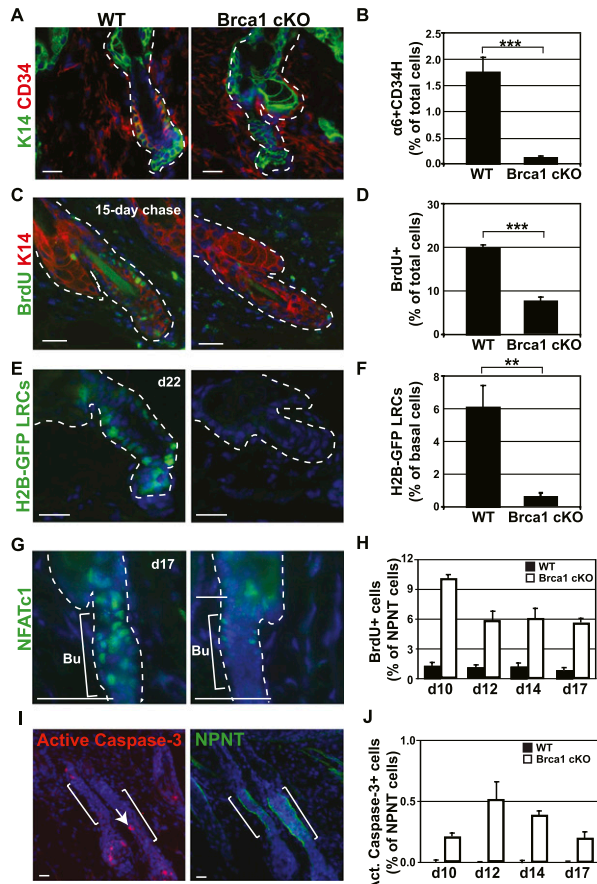 A
WT
Brca1 cKO
K14 CD34
B
α6+CD34H
(% of total cells)
2.5
2.0
1.5
1.0
0.5
0.0
***
WT Brca1 cKO
C
15-day chase
BrdU K14
D
BrdU+
(% of total cells)
30
20
10
0
***
WT Brca1 cKO
E
d22
H2B-GFP LRCs
F
H2B-GFP LRCs
(% of basal cells)
8
6
4
2
0
**
WT Brca1 cKO
G
d17
NFATc1
Bu
Bu
H
BrdU+ cells
(% of NPNT cells)
12
9
6
3
0
WT
Brca1 cKO
d10 d12 d14 d17
I
Active Caspase-3
NPNT
J
Act. Caspase-3+ cells
(% of NPNT cells)
1.0
0.5
0.0
WT
Brca1 cKO
d10 d12 d14 d17